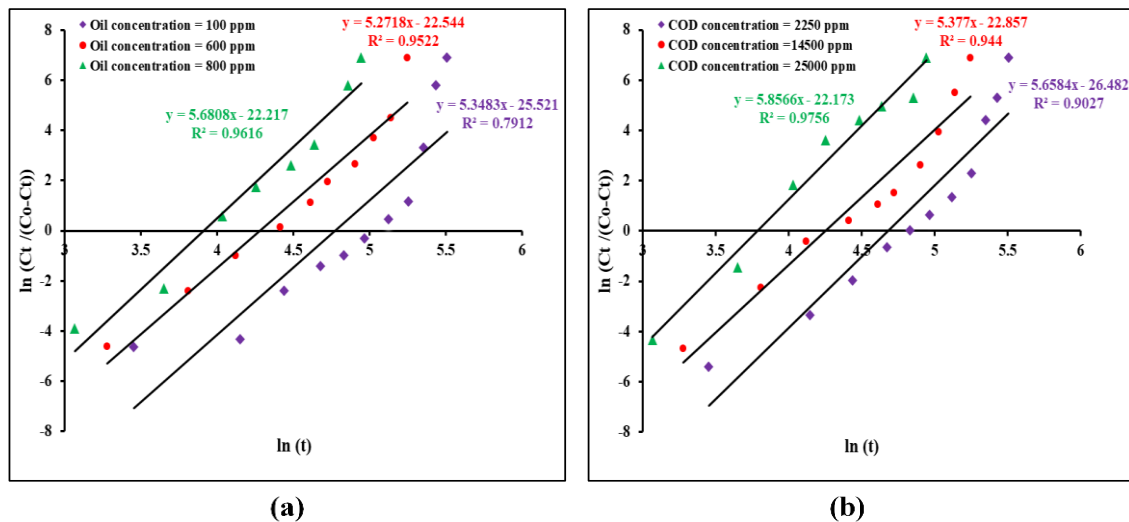 Oil concentration = 100 ppm
Oil concentration = 600 ppm
Oil concentration = 800 ppm
y = 5.2718x - 22.544
R² = 0.9522
y = 5.6808x - 22.217
R² = 0.9616
y = 5.3483x - 25.521
R² = 0.7912
8
6
4
2
0
-2
-4
-6
-8
3
3.5
4
4.5
5
5.5
6
ln (Ct /(Co-Ct))
ln (t)
(a)
COD concentration = 2250 ppm
COD concentration =14500 ppm
COD concentration = 25000 ppm
y = 5.377x - 22.857
R² = 0.944
y = 5.8566x - 22.173
R² = 0.9756
y = 5.6584x - 26.482
R² = 0.9027
8
6
4
2
0
-2
-4
-6
-8
3
3.5
4
4.5
5
5.5
6
ln (Ct /(Co-Ct))
ln (t)
(b)